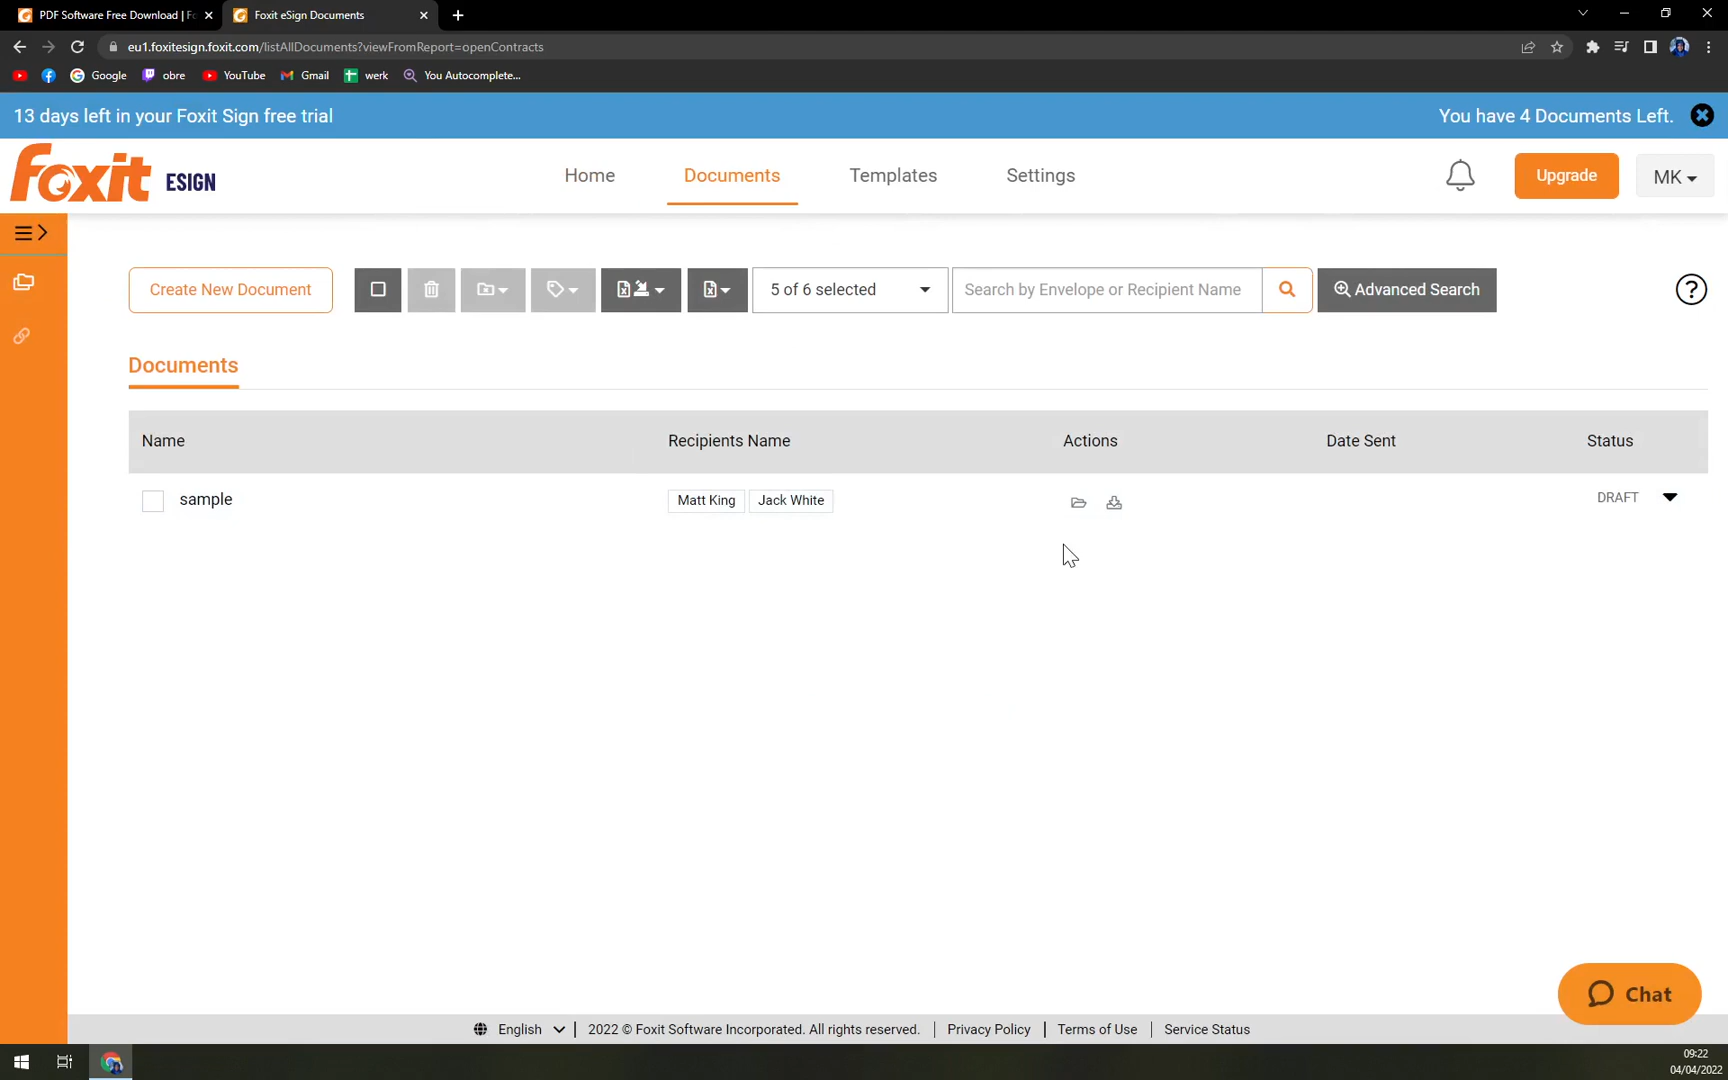 PDF Software Free Download | Fo
Foxit eSign Documents
eu1.foxitesign.foxit.com/listAllDocuments?viewFromReport=openContracts
Google
obre
YouTube
Gmail
werk
You Autocomplete...
13 days left in your Foxit Sign free trial
You have 4 Documents Left.
foxit ESIGN
Home
Documents
Templates
Settings
Upgrade
MK
Create New Document
5 of 6 selected
Search by Envelope or Recipient Name
Advanced Search
?
Documents
Name
Recipients Name
Actions
Date Sent
Status
sample
Matt King
Jack White
DRAFT
Chat
English
2022 © Foxit Software Incorporated. All rights reserved.
Privacy Policy
Terms of Use
Service Status
09:22
04/04/2022